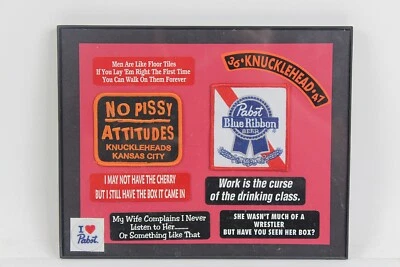 Men Are Like Floor Tiles
If You Lay 'Em Right The First Time
You Can Walk On Them Forever
36·KNUCKLEHEAD·47
NO PISSY
ATTITUDES
KNUCKLEHEADS
KANSAS CITY
Pabst
Blue Ribbon
BEER
I MAY NOT HAVE THE CHERRY
BUT I STILL HAVE THE BOX IT CAME IN
Work is the curse
of the drinking class.
I ♥
Pabst
My Wife Complains I Never
Listen to Her......
Or Something Like That
...SHE WASN'T MUCH OF A
WRESTLER
BUT HAVE YOU SEEN HER BOX?